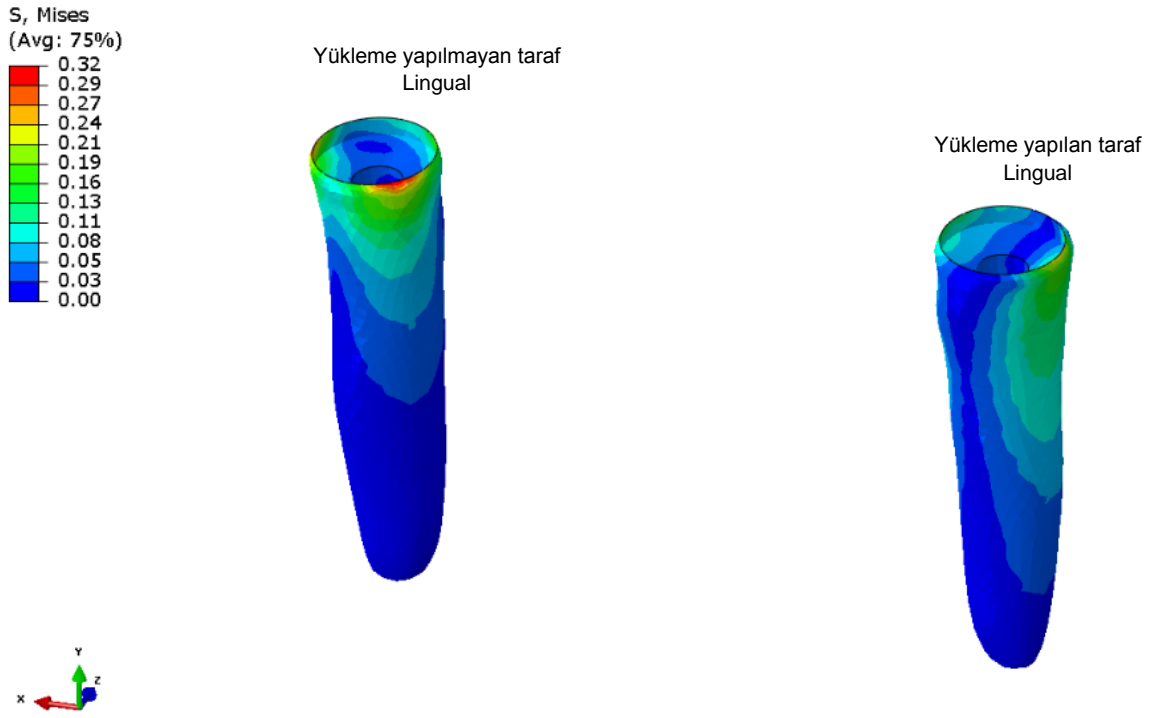 S, Mises
(Avg: 75%)
0.32
0.29
0.27
0.24
0.21
0.19
0.16
0.13
0.11
0.08
0.05
0.03
0.00
Yükleme yapılmayan taraf
Lingual
Yükleme yapılan taraf
Lingual
Y
Z
X